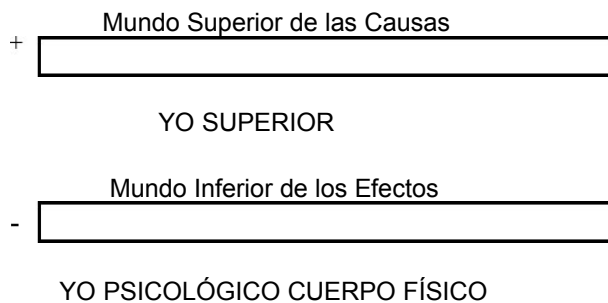 Mundo Superior de las Causas
+
YO SUPERIOR
Mundo Inferior de los Efectos
-
YO PSICOLÓGICO CUERPO FÍSICO